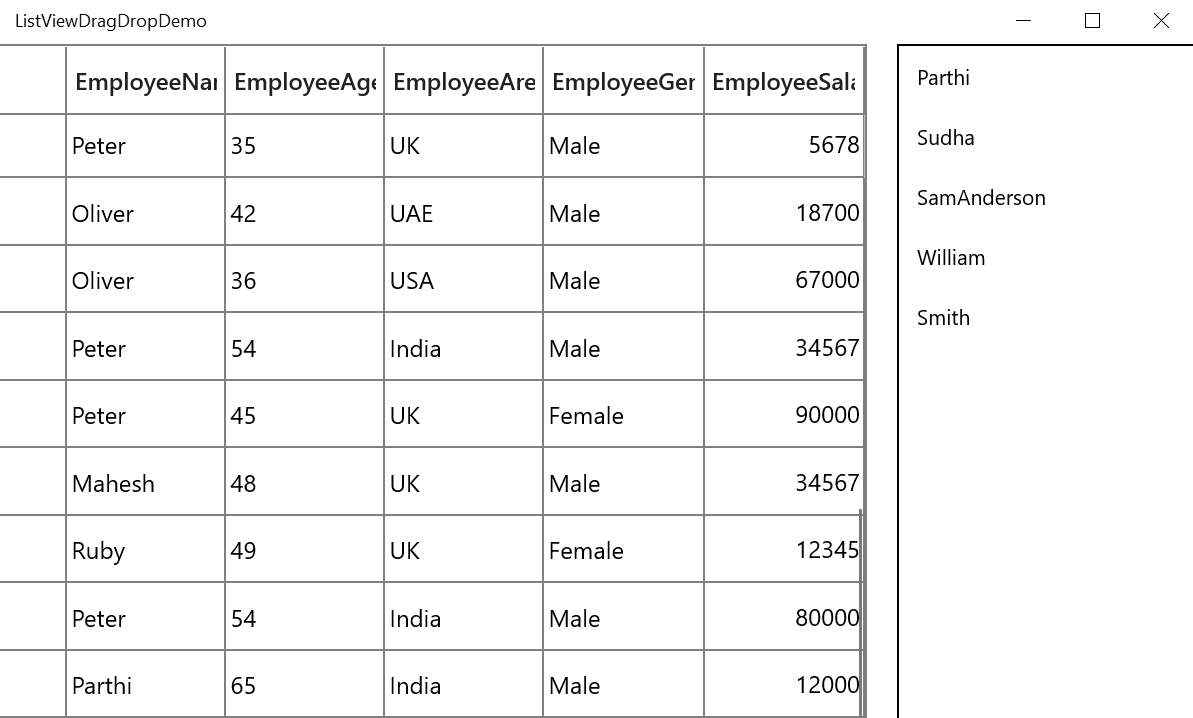 ListViewDragDropDemo
EmployeeNar EmployeeAge EmployeeAre EmployeeGer EmployeeSala
Peter 35 UK Male 5678
Oliver 42 UAE Male 18700
Oliver 36 USA Male 67000
Peter 54 India Male 34567
Peter 45 UK Female 90000
Mahesh 48 UK Male 34567
Ruby 49 UK Female 12345
Peter 54 India Male 80000
Parthi 65 India Male 12000
Parthi
Sudha
SamAnderson
William
Smith